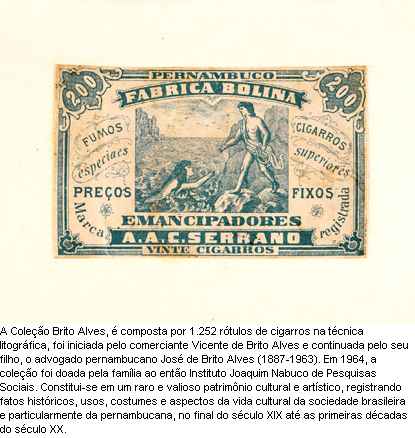 PERNAMBUCO
200 FABRICA BOLINA 200
FUMOS CIGARROS
especiaes superiores
PREÇOS FIXOS
Marca registrada
EMANCIPADORES
A. A. C. SERRANO
VINTE CIGARROS
A Coleção Brito Alves, é composta por 1.252 rótulos de cigarros na técnica
litográfica, foi iniciada pelo comerciante Vicente de Brito Alves e continuada pelo seu
filho, o advogado pernambucano José de Brito Alves (1887-1963). Em 1964, a
coleção foi doada pela família ao então Instituto Joaquim Nabuco de Pesquisas
Sociais. Constitui-se em um raro e valioso patrimônio cultural e artístico, registrando
fatos históricos, usos, costumes e aspectos da vida cultural da sociedade brasileira
e particularmente da pernambucana, no final do século XIX até as primeiras décadas
do século XX.